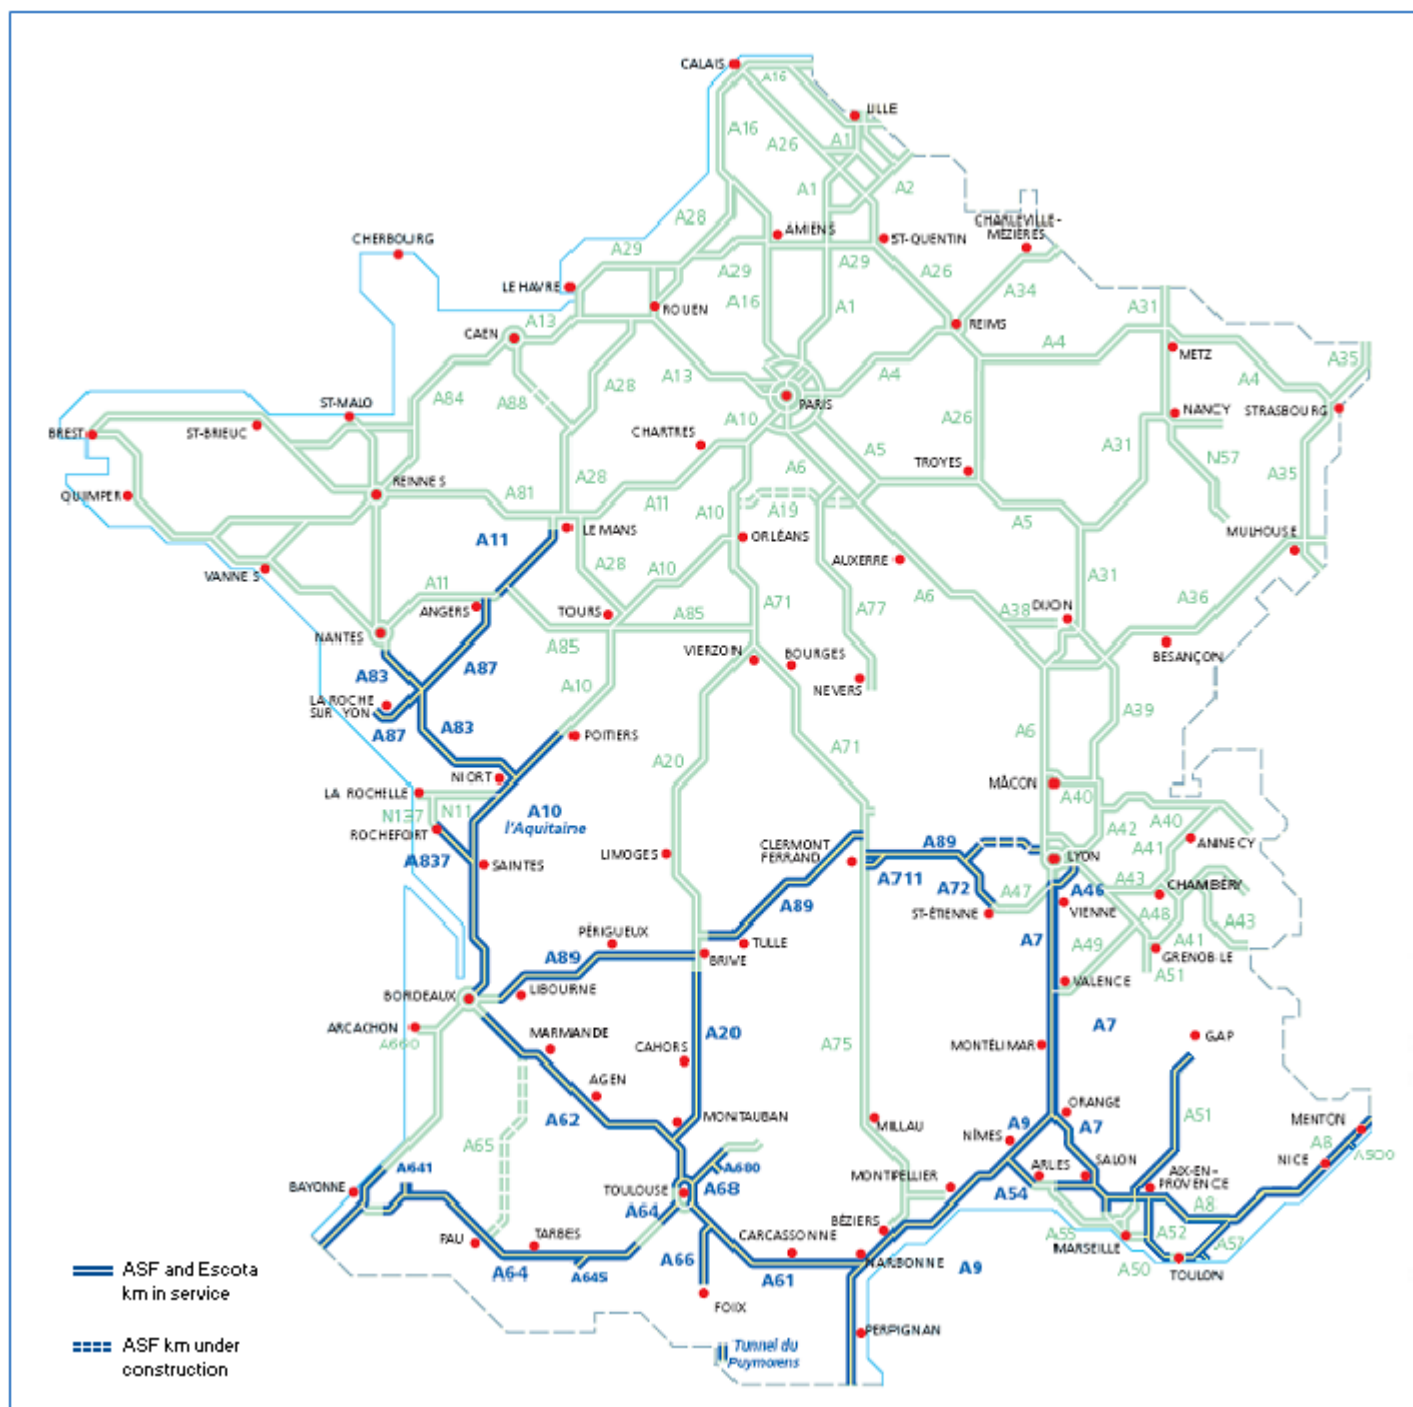 CALAIS
A16
LILLE
A16
A26
A1
A1
A2
A28
CHARLEVILLE-
MÉZIÈRES
AMIENS
ST-QUENTIN
CHERBOURG
A29
A29
A29
A26
A34
LE HAVRE
A16
A1
A31
ROUEN
A13
CAEN
REIMS
A4
METZ
A35
A13
A28
A4
A4
A88
A84
PARIS
ST-MALO
NANCY
STRASBOURG
BREST
ST-BRIEUC
CHARTRES
A10
A26
A31
A5
A6
TROYES
N57
A35
QUIMPER
RENNES
A81
A28
A11
A10
A19
A5
MULHOUSE
LE MANS
ORLÉANS
A11
AUXERRE
VANNES
A28
A10
A31
A11
A71
A77
A6
A36
ANGERS
TOURS
A85
A38
DIJON
NANTES
VIERZOIN
BOURGES
BESANÇON
A83
A87
A85
A10
NEVERS
LA ROCHE
SUR YON
A87
A83
POITIERS
A6
A39
A20
A71
NIORT
MÂCON
LA ROCHELLE
A40
N137
N11
A10
l'Aquitaine
ROCHEFORT
A42
A40
ANNECY
A837
SAINTES
LIMOGES
CLERMONT
FERRAND
A89
LYON
A41
A711
A72
A47
A46
A43
CHAMBÉRY
ST-ÉTIENNE
VIENNE
A89
A48
A43
PÉRIGUEUX
A7
A41
TULLE
A49
GRENOBLE
A89
BRIVE
A51
BORDEAUX
LIBOURNE
VALENCE
ARCACHON
A660
MARMANDE
A20
A7
GAP
CAHORS
A75
MONTÉLIMAR
AGEN
A62
MONTAUBAN
MILLAU
ORANGE
A51
MENTON
A9
A7
NÎMES
A8
A500
A65
A641
A680
ARLES
SALON
NICE
BAYONNE
TOULOUSE
A68
MONTPELLIER
A54
AIX-EN-
PROVENCE
A64
A8
BÉZIERS
PAU
TARBES
CARCASSONNE
A55
MARSEILLE
A52
A57
A66
NARBONNE
A64
A645
A61
A9
A50
TOULON
FOIX
ASF and Escota
km in service
PERPIGNAN
ASF km under
construction
Tunnel du
Puymorens